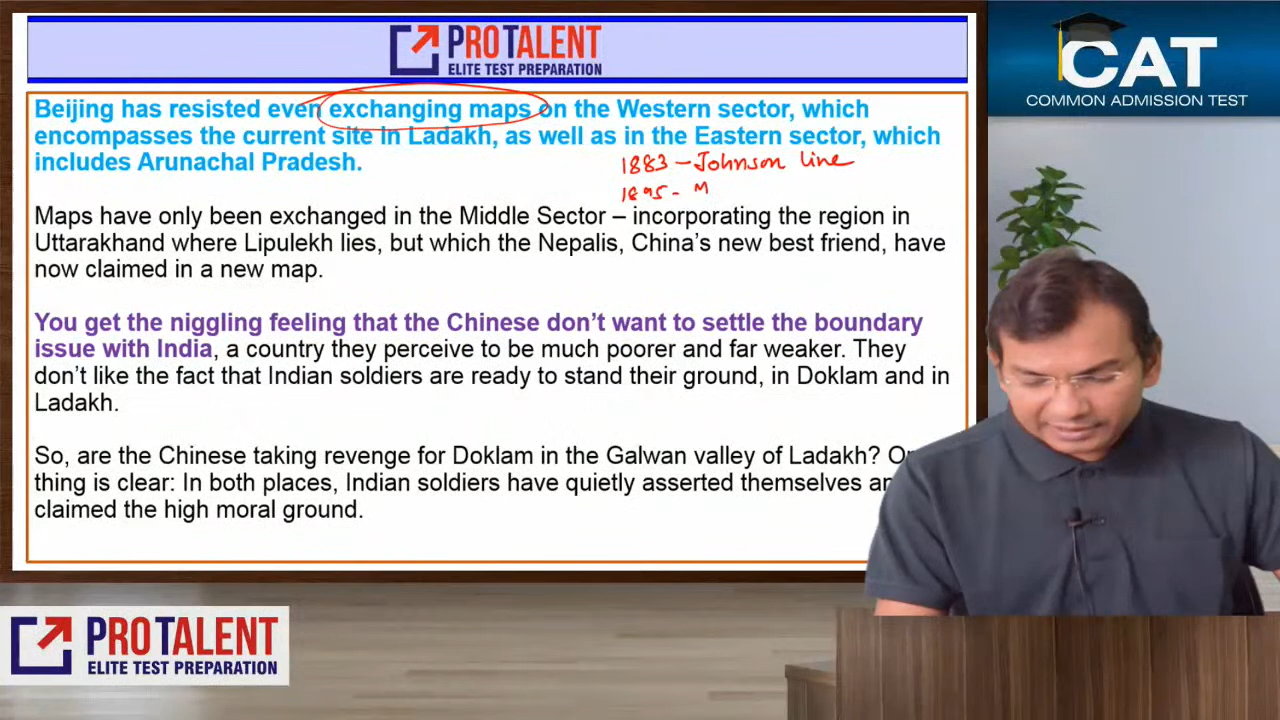 PROTALENT
ELITE TEST PREPARATION
CAT
COMMON ADMISSION TEST
Beijing has resisted even exchanging maps on the Western sector, which
encompasses the current site in Ladakh, as well as in the Eastern sector, which
includes Arunachal Pradesh.
1883 – Johnson line
1895 - M
Maps have only been exchanged in the Middle Sector – incorporating the region in
Uttarakhand where Lipulekh lies, but which the Nepalis, China's new best friend, have
now claimed in a new map.
You get the niggling feeling that the Chinese don't want to settle the boundary
issue with India, a country they perceive to be much poorer and far weaker. They
don't like the fact that Indian soldiers are ready to stand their ground, in Doklam and in
Ladakh.
So, are the Chinese taking revenge for Doklam in the Galwan valley of Ladakh?
thing is clear: In both places, Indian soldiers have quietly asserted themselves
claimed the high moral ground.
PROTALENT
ELITE TEST PREPARATION